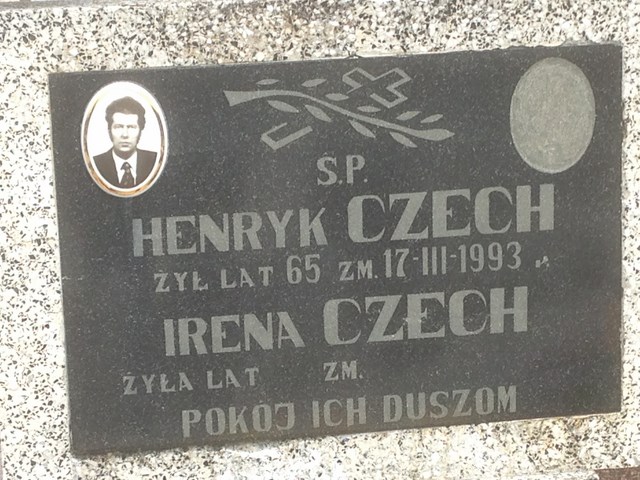 S.P.
HENRYK CZECH
ŻYŁ LAT 65 ZM. 17-III-1993 r.
IRENA CZECH
ŻYŁA LAT ZM.
POKÓJ ICH DUSZOM